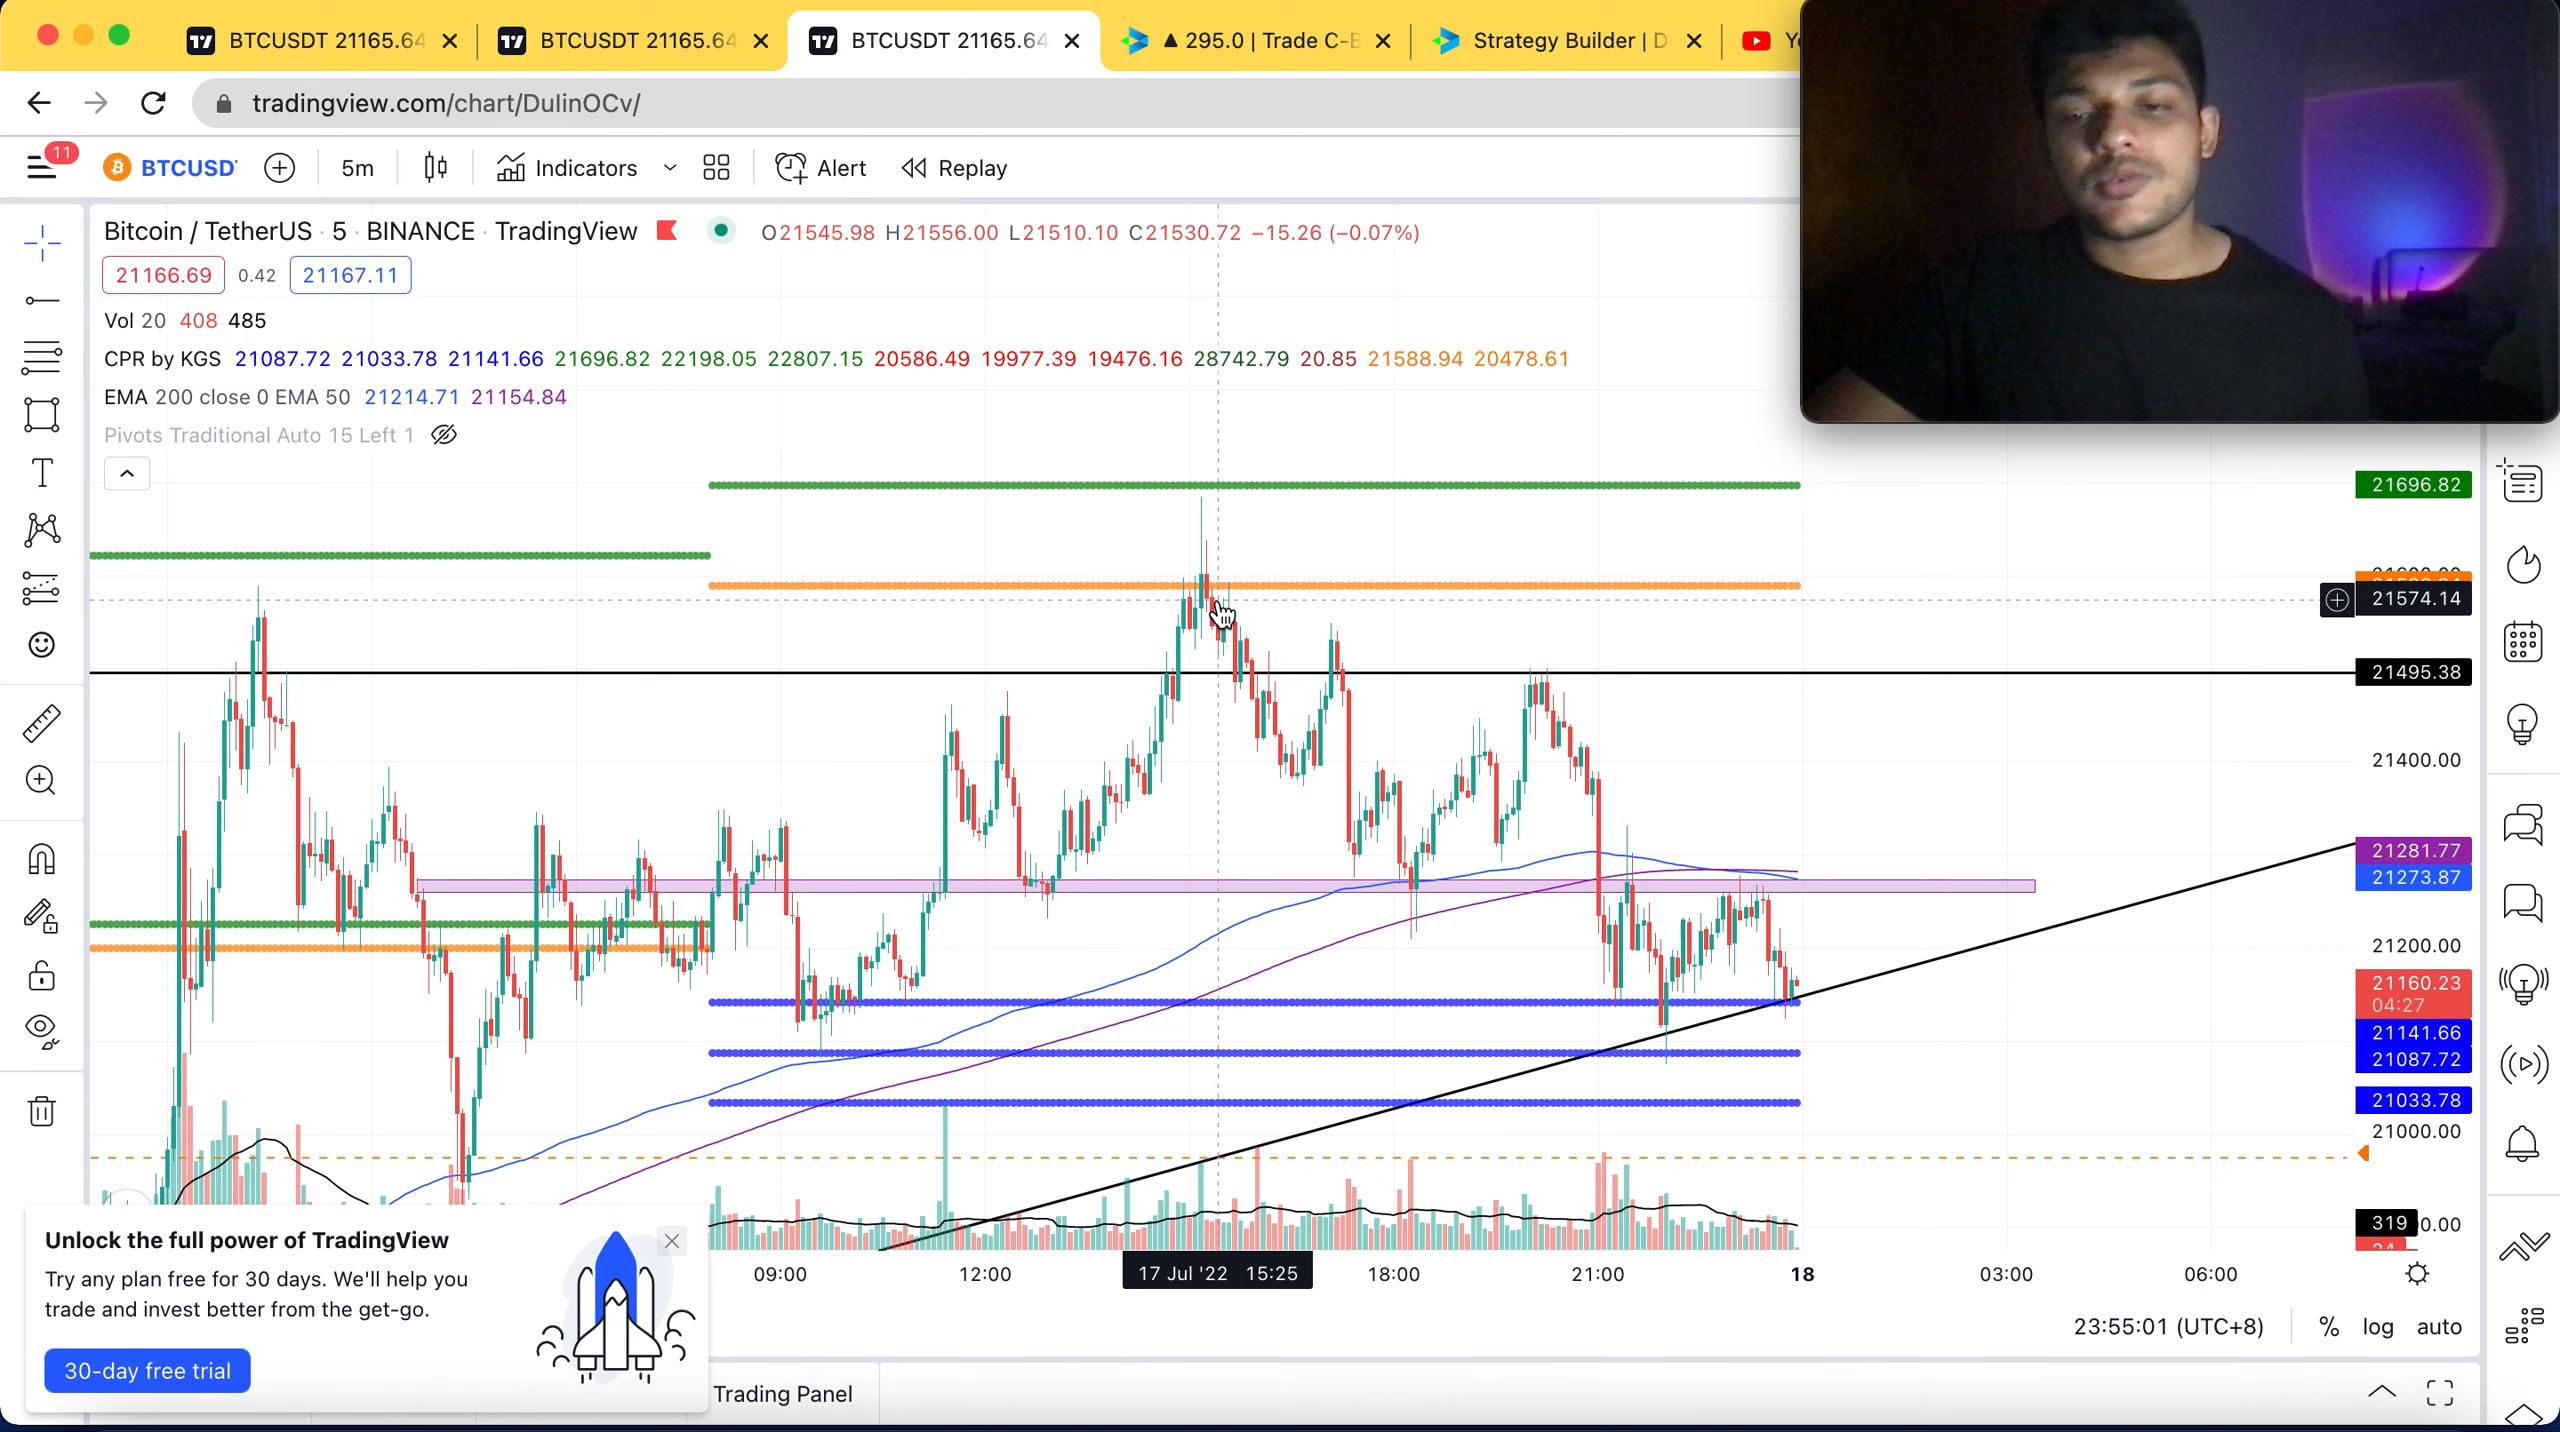 BTCUSDT 21165.64
BTCUSDT 21165.64
BTCUSDT 21165.64
▲ 295.0 | Trade C-B
Strategy Builder | D
tradingview.com/chart/DuIinOCv/
11
BTCUSD
5m
Indicators
Alert
Replay
Bitcoin / TetherUS · 5 · BINANCE · TradingView
O21545.98 H21556.00 L21510.10 C21530.72 −15.26 (−0.07%)
21166.69 0.42 21167.11
Vol 20 408 485
CPR by KGS 21087.72 21033.78 21141.66 21696.82 22198.05 22807.15 20586.49 19977.39 19476.16 28742.79 20.85 21588.94 20478.61
EMA 200 close 0 EMA 50 21214.71 21154.84
Pivots Traditional Auto 15 Left 1
21696.82
21574.14
21495.38
21400.00
21281.77
21273.87
21200.00
21160.23
04:27
21141.66
21087.72
21033.78
21000.00
319
Unlock the full power of TradingView
Try any plan free for 30 days. We'll help you
trade and invest better from the get-go.
30-day free trial
09:00
12:00
17 Jul '22 15:25
18:00
21:00
18
03:00
06:00
23:55:01 (UTC+8)
%
log
auto
Trading Panel